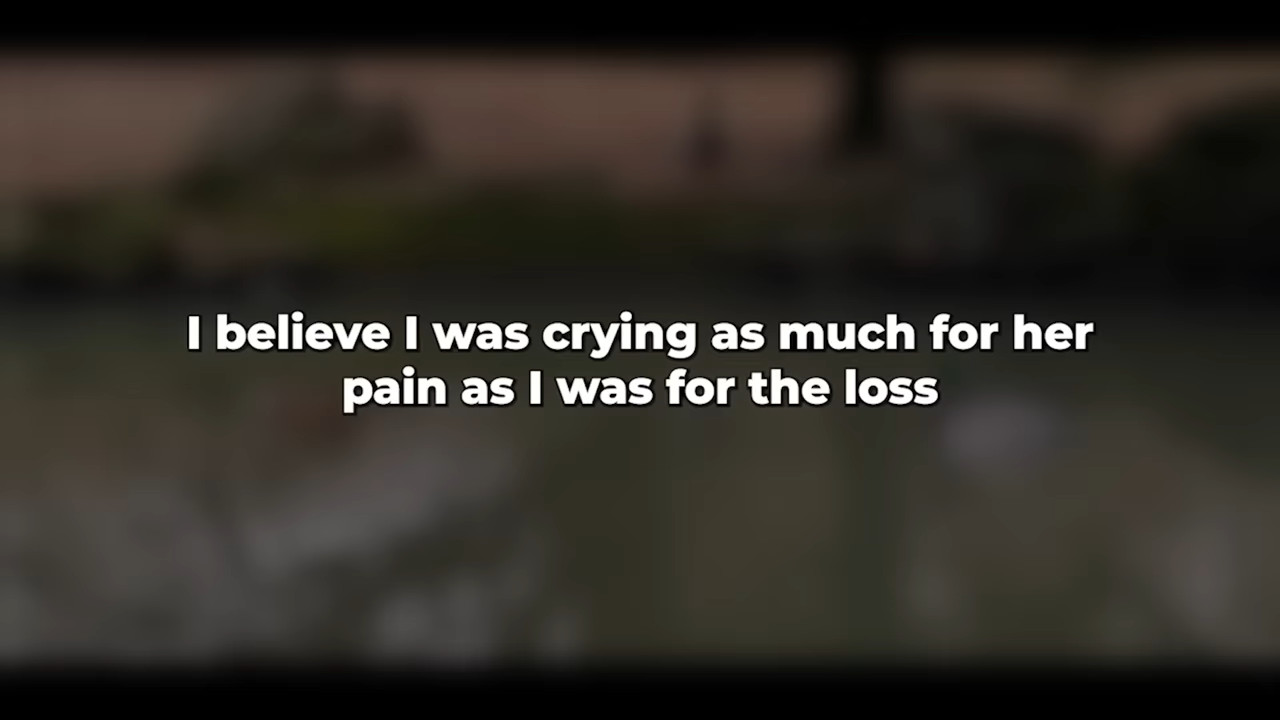 I believe I was crying as much for her
pain as I was for the loss